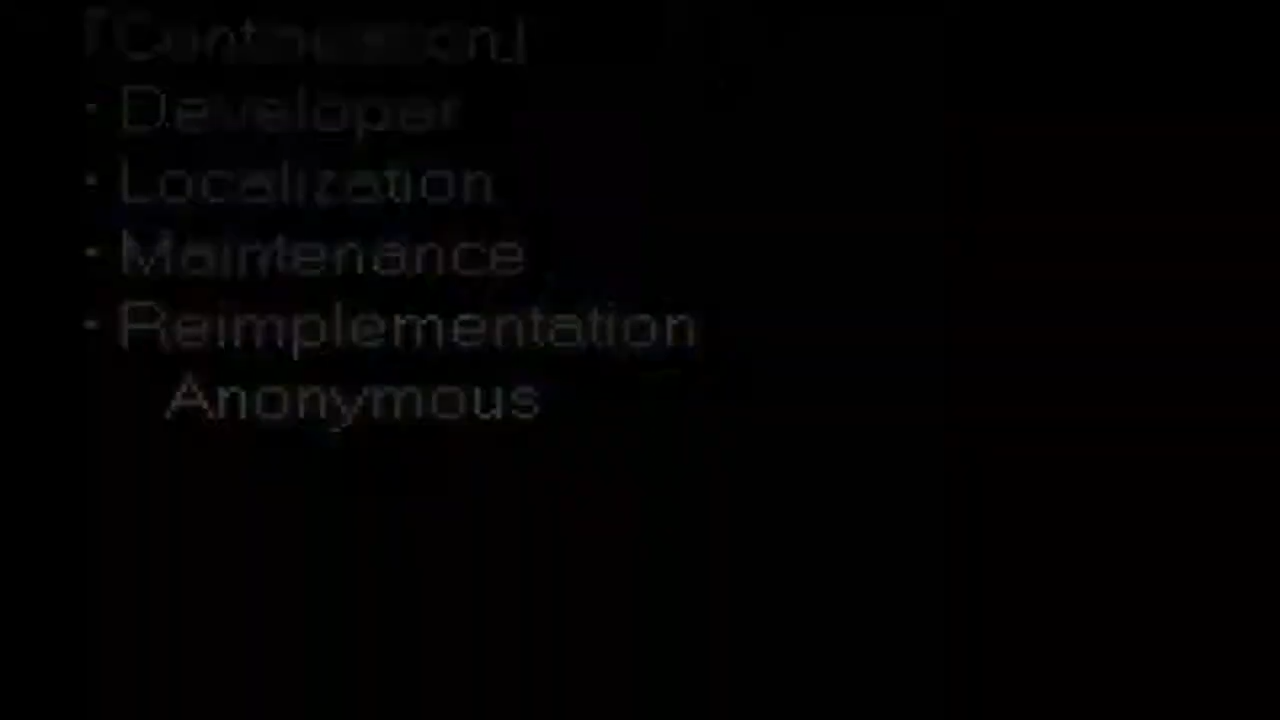 「Continuation」
・Developer
・Localization
・Maintenance
・Reimplementation
Anonymous